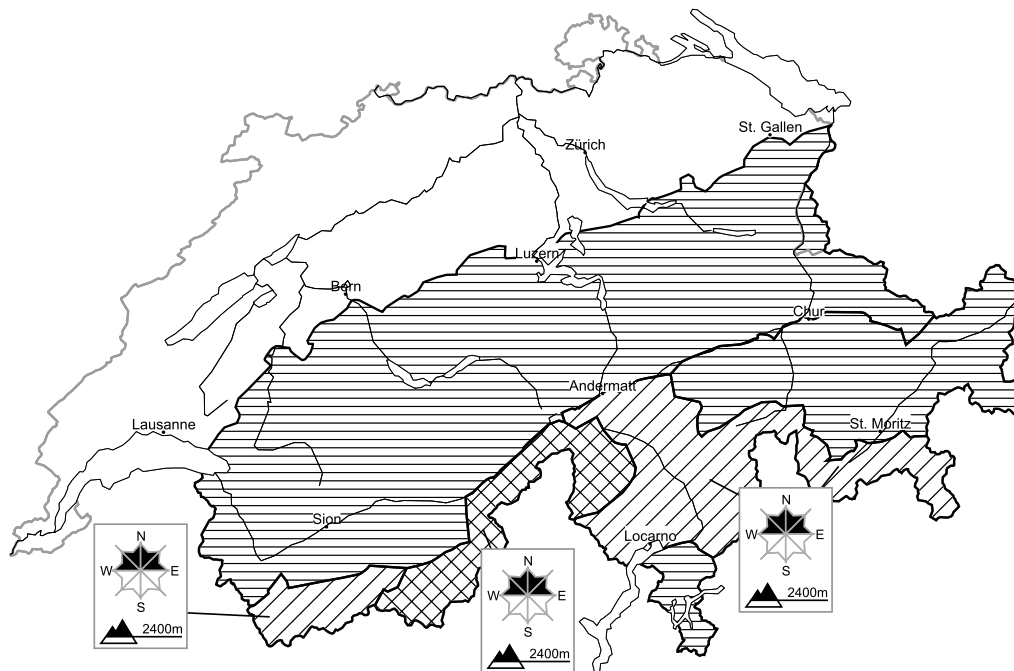 St. Gallen
Zürich
Luzern
Bern
Chur
Andermatt
Lausanne
St. Moritz
Sion
Locarno
N
W E
S
2400m
N
W E
S
2400m
N
W E
S
2400m